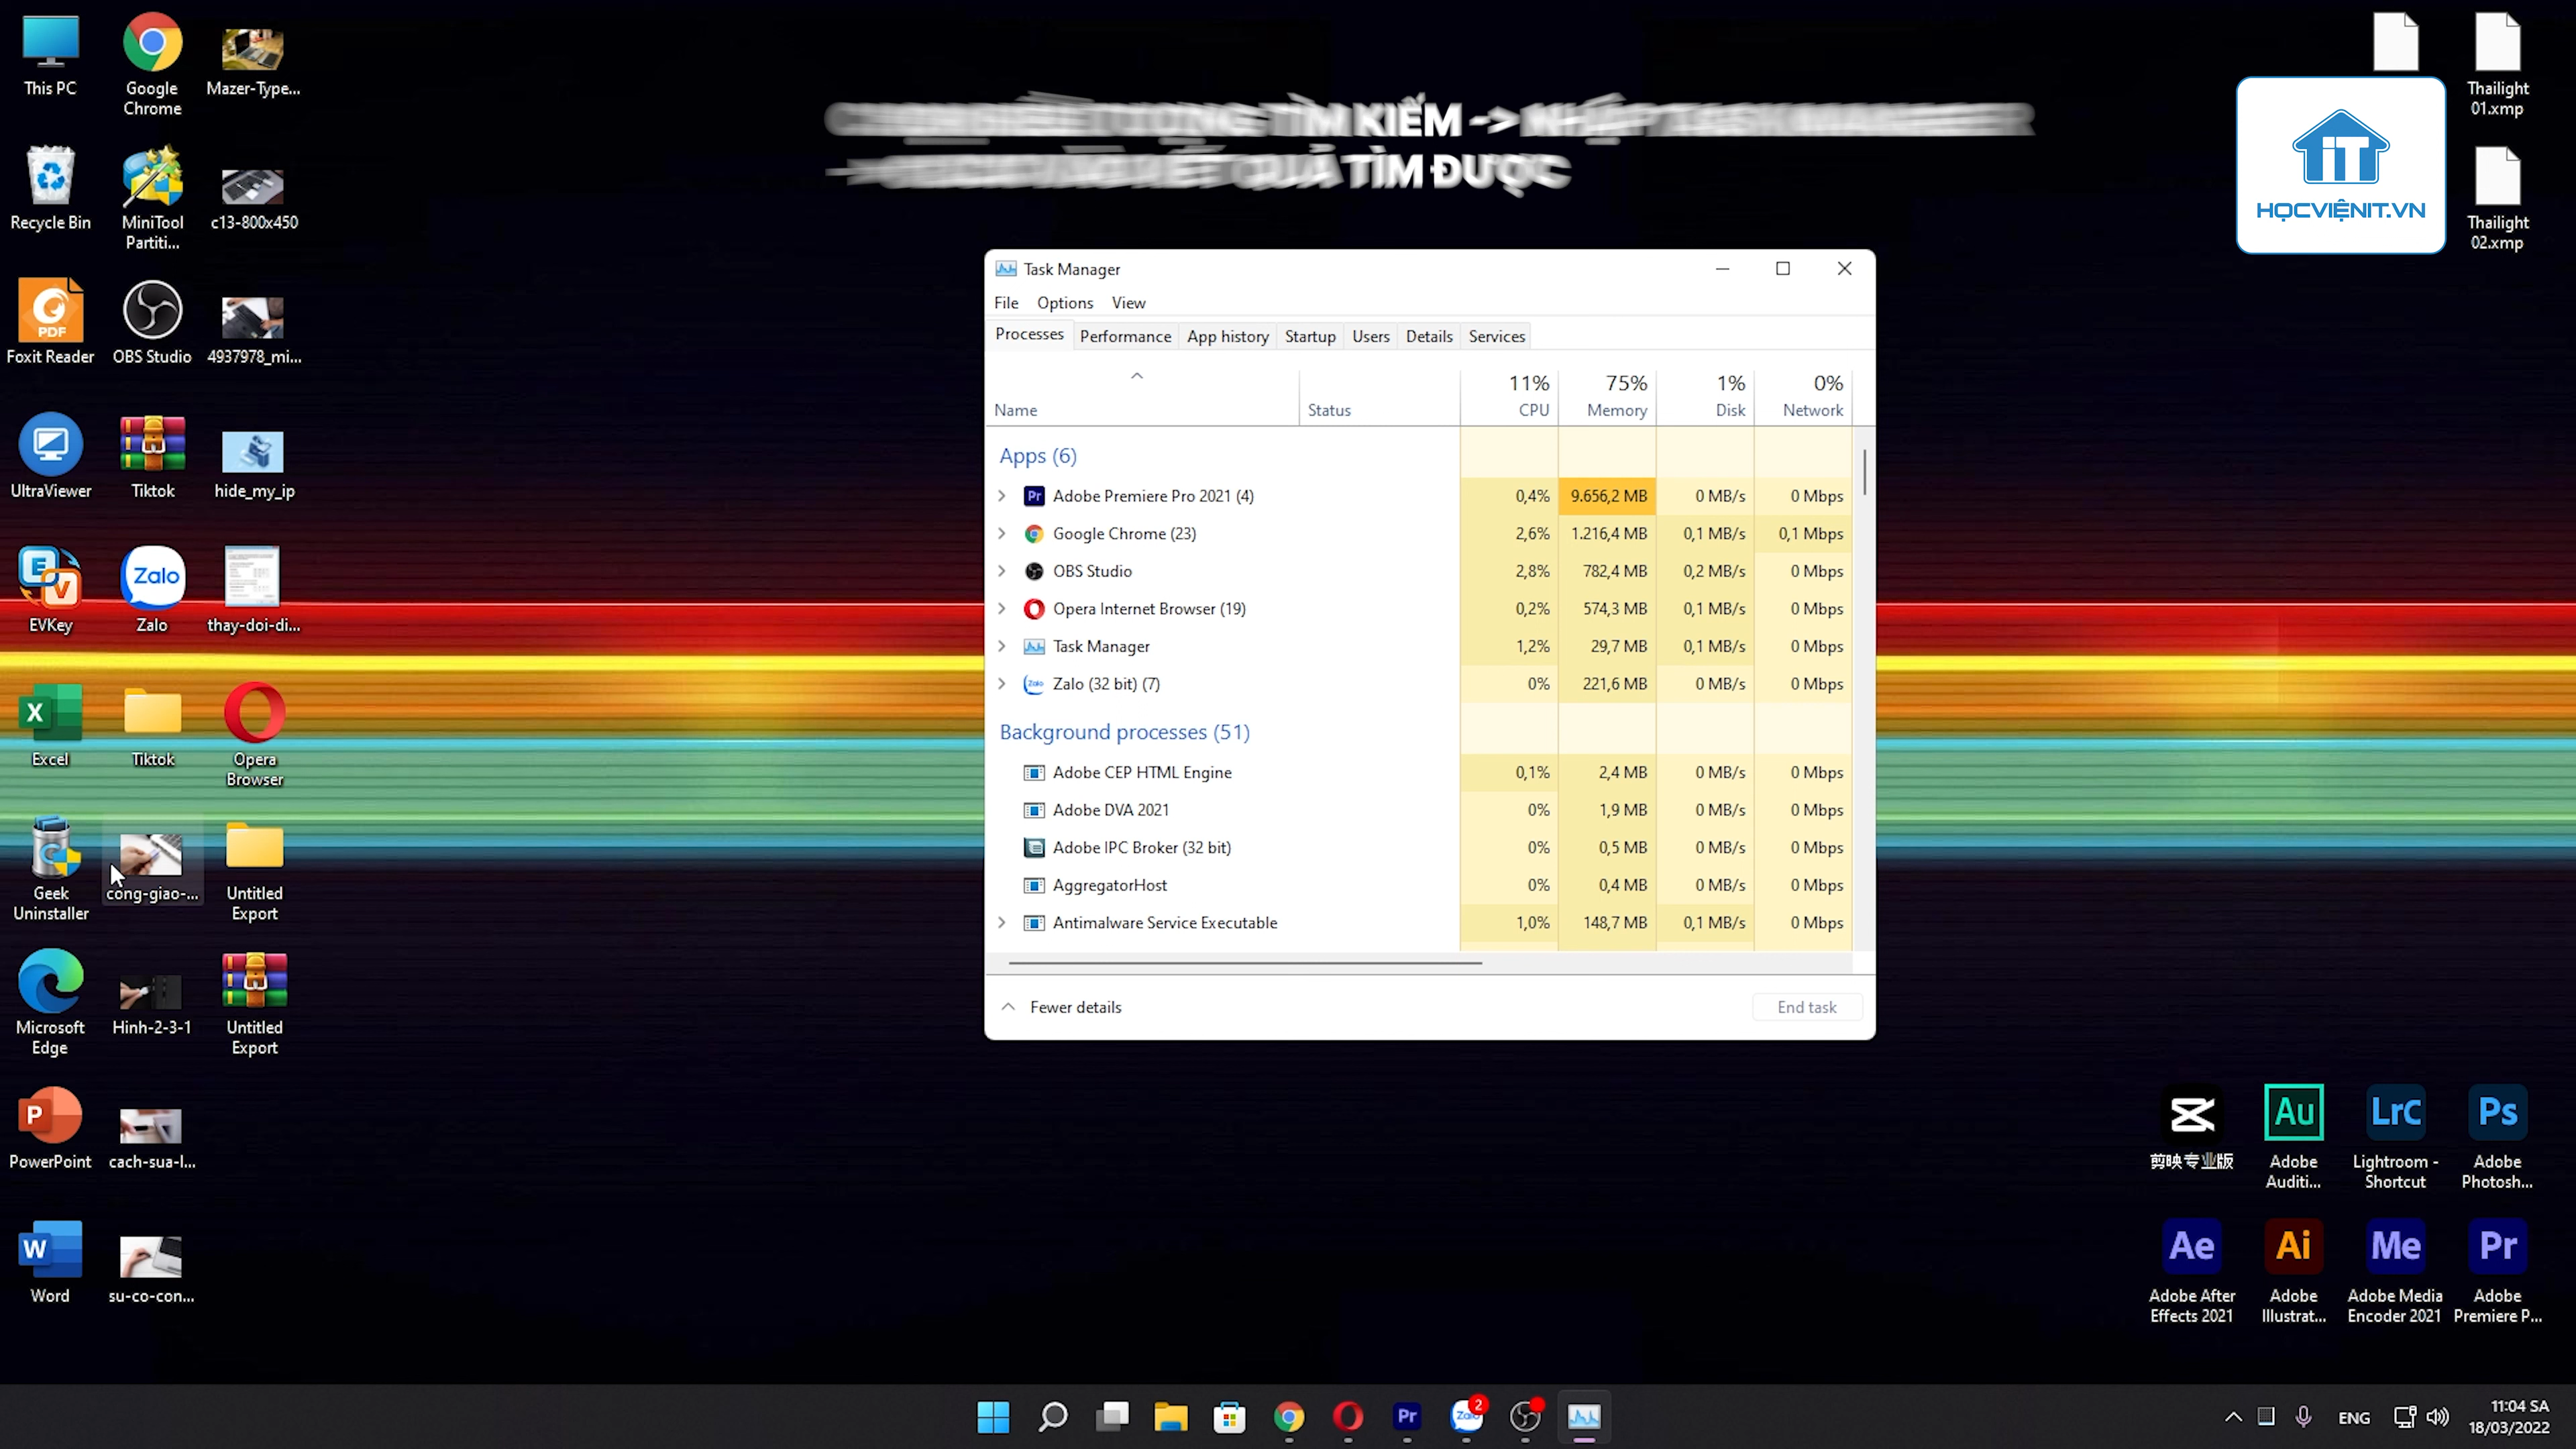 This PC
Google
Chrome
Mazer-Type...
Recycle Bin
MiniTool
Partiti...
c13-800x450
PDF
Foxit Reader
OBS Studio
4937978_mi...
UltraViewer
Tiktok
hide_my_ip
EVKey
Zalo
Zalo
thay-doi-di...
Excel
Tiktok
Opera
Browser
Geek
Uninstaller
cong-giao-...
Untitled
Export
Microsoft
Edge
Hinh-2-3-1
Untitled
Export
PowerPoint
cach-sua-l...
Word
su-co-con...
TÌM KIẾM -> NHẬP TASK MANAGER
KẾT QUẢ TÌM ĐƯỢC
iT
HỌCVIỆNIT.VN
Thailight
01.xmp
Thailight
02.xmp
Task Manager
File Options View
Processes Performance App history Startup Users Details Services
11% 75% 1% 0%
Name Status CPU Memory Disk Network
Apps (6)
Adobe Premiere Pro 2021 (4) 0,4% 9.656,2 MB 0 MB/s 0 Mbps
Google Chrome (23) 2,6% 1.216,4 MB 0,1 MB/s 0,1 Mbps
OBS Studio 2,8% 782,4 MB 0,2 MB/s 0 Mbps
Opera Internet Browser (19) 0,2% 574,3 MB 0,1 MB/s 0 Mbps
Task Manager 1,2% 29,7 MB 0,1 MB/s 0 Mbps
Zalo (32 bit) (7) 0% 221,6 MB 0 MB/s 0 Mbps
Background processes (51)
Adobe CEP HTML Engine 0,1% 2,4 MB 0 MB/s 0 Mbps
Adobe DVA 2021 0% 1,9 MB 0 MB/s 0 Mbps
Adobe IPC Broker (32 bit) 0% 0,5 MB 0 MB/s 0 Mbps
AggregatorHost 0% 0,4 MB 0 MB/s 0 Mbps
Antimalware Service Executable 1,0% 148,7 MB 0,1 MB/s 0 Mbps
Fewer details End task
Au LrC Ps
剪映专业版
Adobe
Auditi...
Lightroom -
Shortcut
Adobe
Photosh...
Ae Ai Me Pr
Adobe After
Effects 2021
Adobe
Illustrat...
Adobe Media
Encoder 2021
Adobe
Premiere P...
Pr
Zalo
2
ENG
11:04 SA
18/03/2022